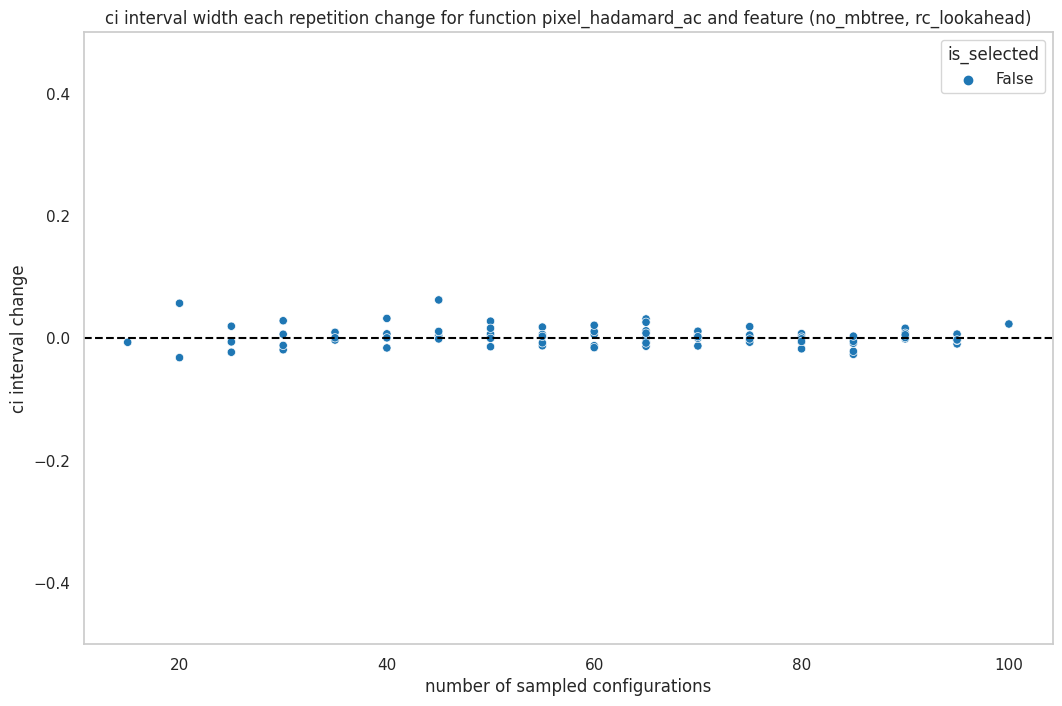 ci interval width each repetition change for function pixel_hadamard_ac and feature (no_mbtree, rc_lookahead)
is_selected
False
0.4
0.2
0.0
−0.2
−0.4
ci interval change
20
40
60
80
100
number of sampled configurations